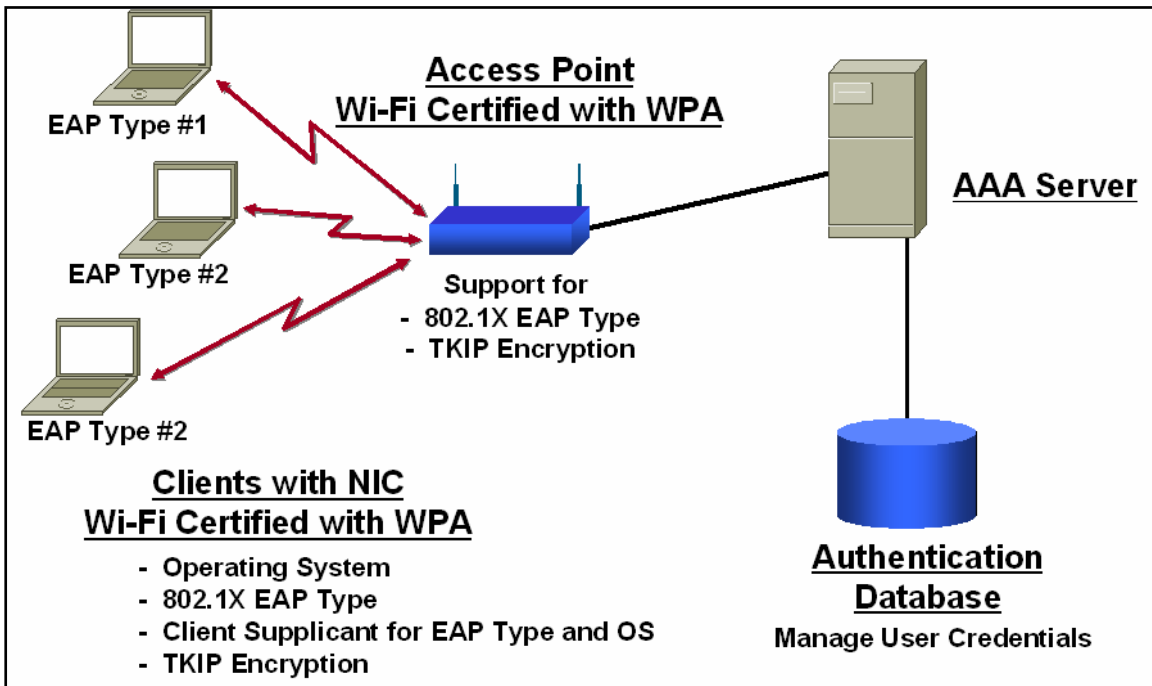 EAP Type #1
EAP Type #2
EAP Type #2
Access Point
Wi-Fi Certified with WPA
Support for
- 802.1X EAP Type
- TKIP Encryption
AAA Server
Clients with NIC
Wi-Fi Certified with WPA
- Operating System
- 802.1X EAP Type
- Client Supplicant for EAP Type and OS
- TKIP Encryption
Authentication
Database
Manage User Credentials